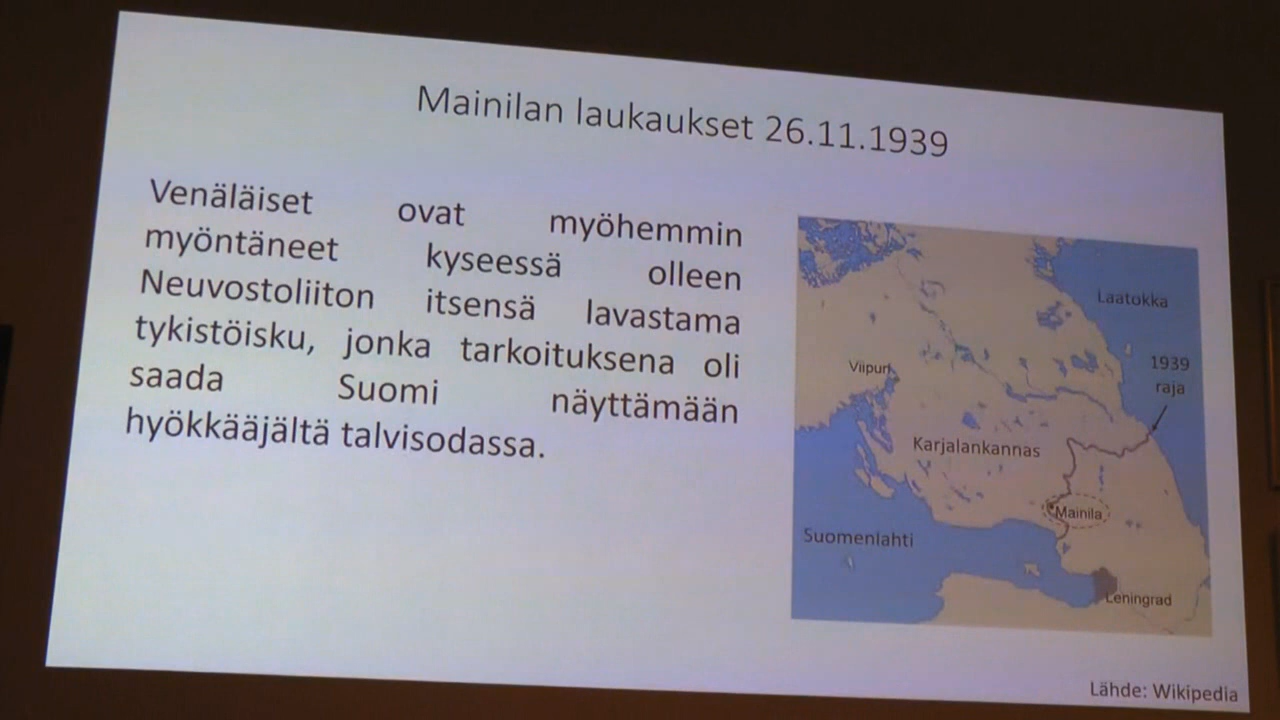 Mainilan laukaukset 26.11.1939
Venäläiset ovat myöhemmin
myöntäneet kyseessä olleen
Neuvostoliiton itsensä lavastama
tykistöisku, jonka tarkoituksena oli
saada Suomi näyttämään
hyökkääjältä talvisodassa.
Laatokka
1939
raja
Viipuri
Karjalankannas
Mainila
Suomenlahti
Leningrad
Lähde: Wikipedia